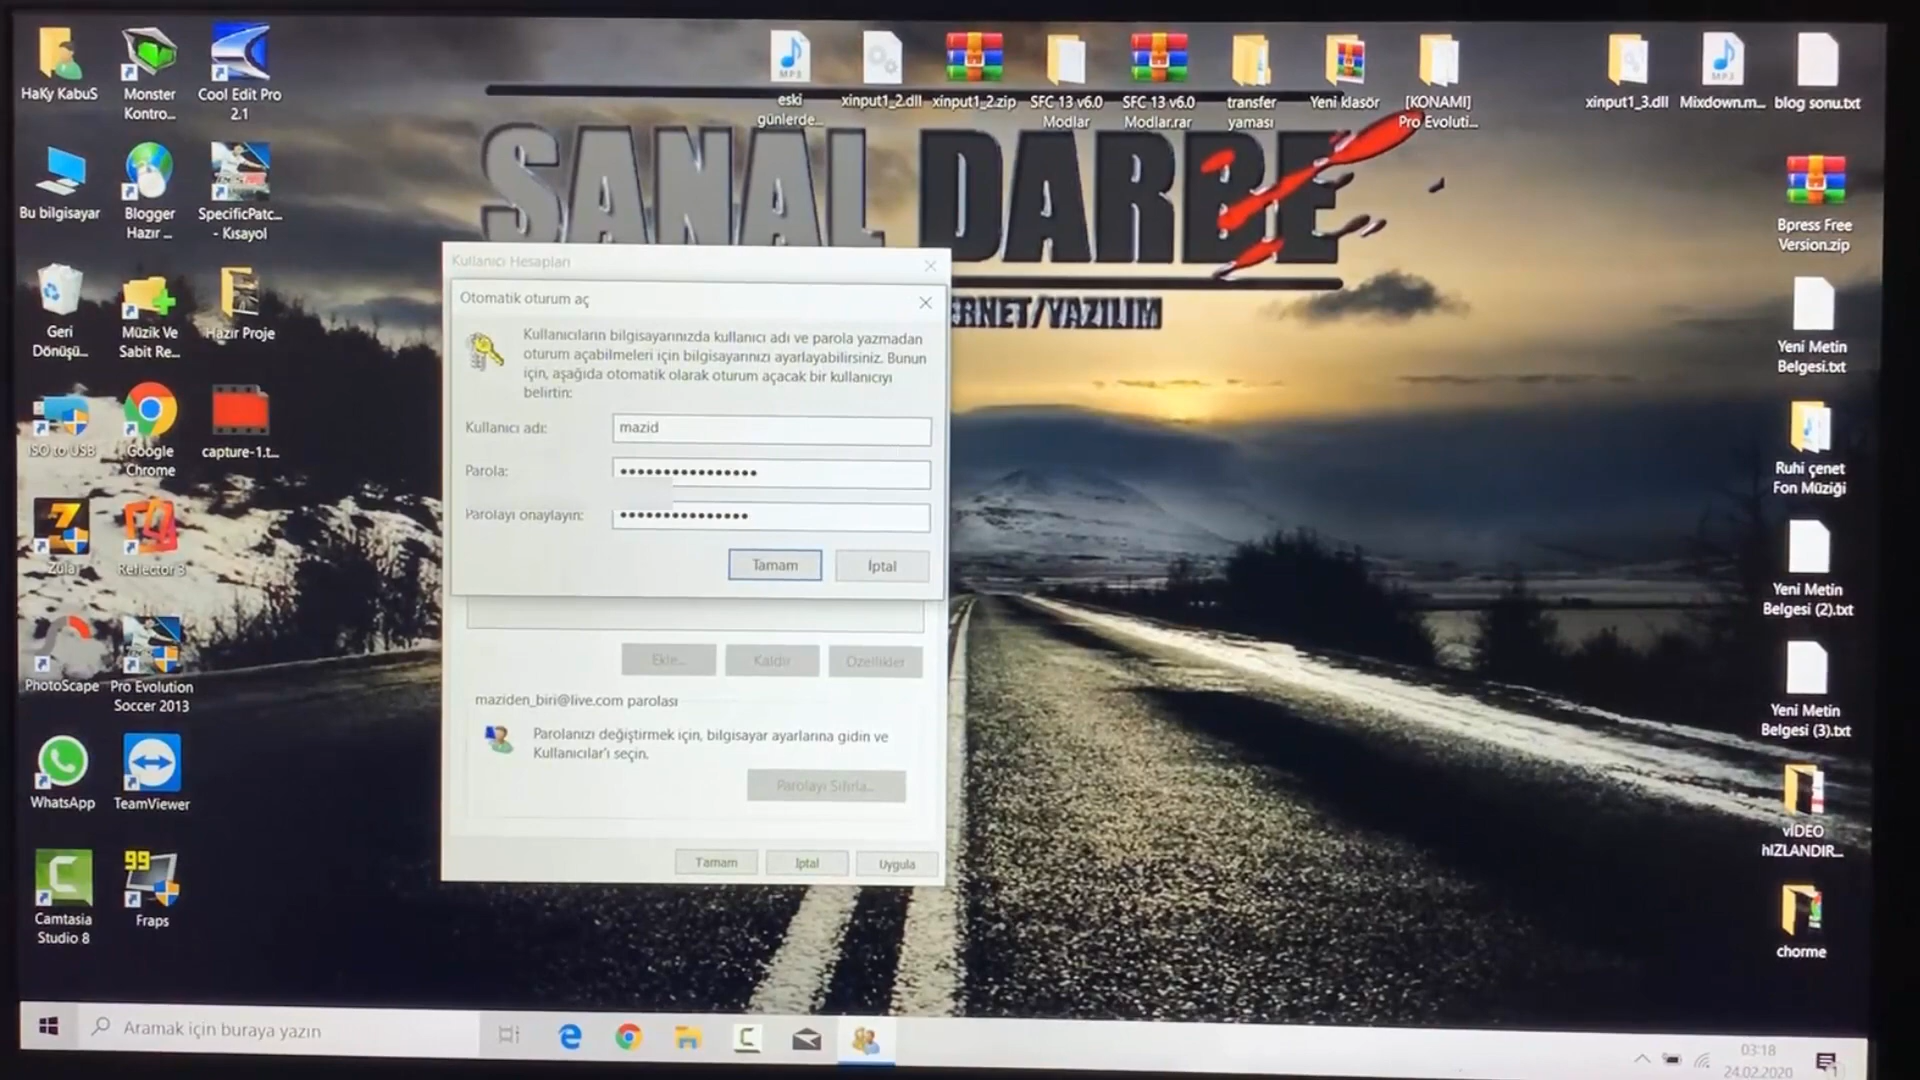 HaKy KabuS
Monster
Kontro...
Cool Edit Pro
2.1
eski
günlerde...
xinput1_2.dll
xinput1_2.zip
SFC 13 v6.0
Modlar
SFC 13 v6.0
Modlar.rar
transfer
yaması
Yeni klasör
[KONAMI]
Pro Evoluti...
xinput1_3.dll
Mixdown.m...
blog sonu.txt
MP3
MP3
SANAL DARBE
ERNET/YAZILIM
Bu bilgisayar
Blogger
Hazır ...
SpecificPatc...
- Kısayol
Bpress Free
Version.zip
Geri
Dönüşü...
Müzik Ve
Sabit Re...
Hazır Proje
Yeni Metin
Belgesi.txt
ISO to USB
Google
Chrome
capture-1.t...
Ruhi çenet
Fon Müziği
Zula
Reflector 3
Yeni Metin
Belgesi (2).txt
PhotoScape
Pro Evolution
Soccer 2013
Yeni Metin
Belgesi (3).txt
WhatsApp
TeamViewer
vİDEO
hIZLANDIR...
99
Camtasia
Studio 8
Fraps
chorme
Kullanıcı Hesapları
Otomatik oturum aç
Kullanıcıların bilgisayarınızda kullanıcı adı ve parola yazmadan
oturum açabilmeleri için bilgisayarınızı ayarlayabilirsiniz. Bunun
için, aşağıda otomatik olarak oturum açacak bir kullanıcıyı
belirtin:
Kullanıcı adı:
mazid
Parola:
••••••••••••••••
Parolayı onaylayın:
•••••••••••••••
Tamam
İptal
Ekle...
Kaldır
Özellikler
maziden_biri@live.com parolası
Parolanızı değiştirmek için, bilgisayar ayarlarına gidin ve
Kullanıcılar'ı seçin.
Parolayı Sıfırla...
Tamam
İptal
Uygula
Aramak için buraya yazın
03:18
24.02.2020
1